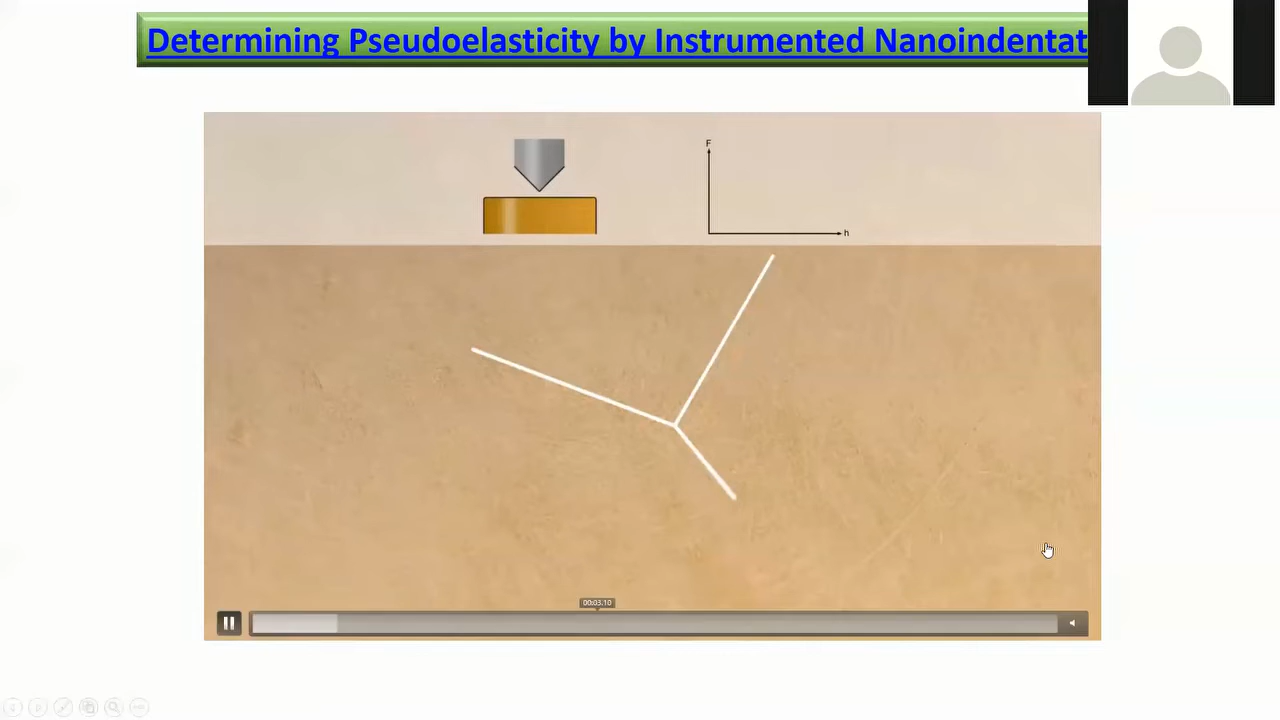 Determining Pseudoelasticity by Instrumented Nanoindentat
F
h
00:03.10